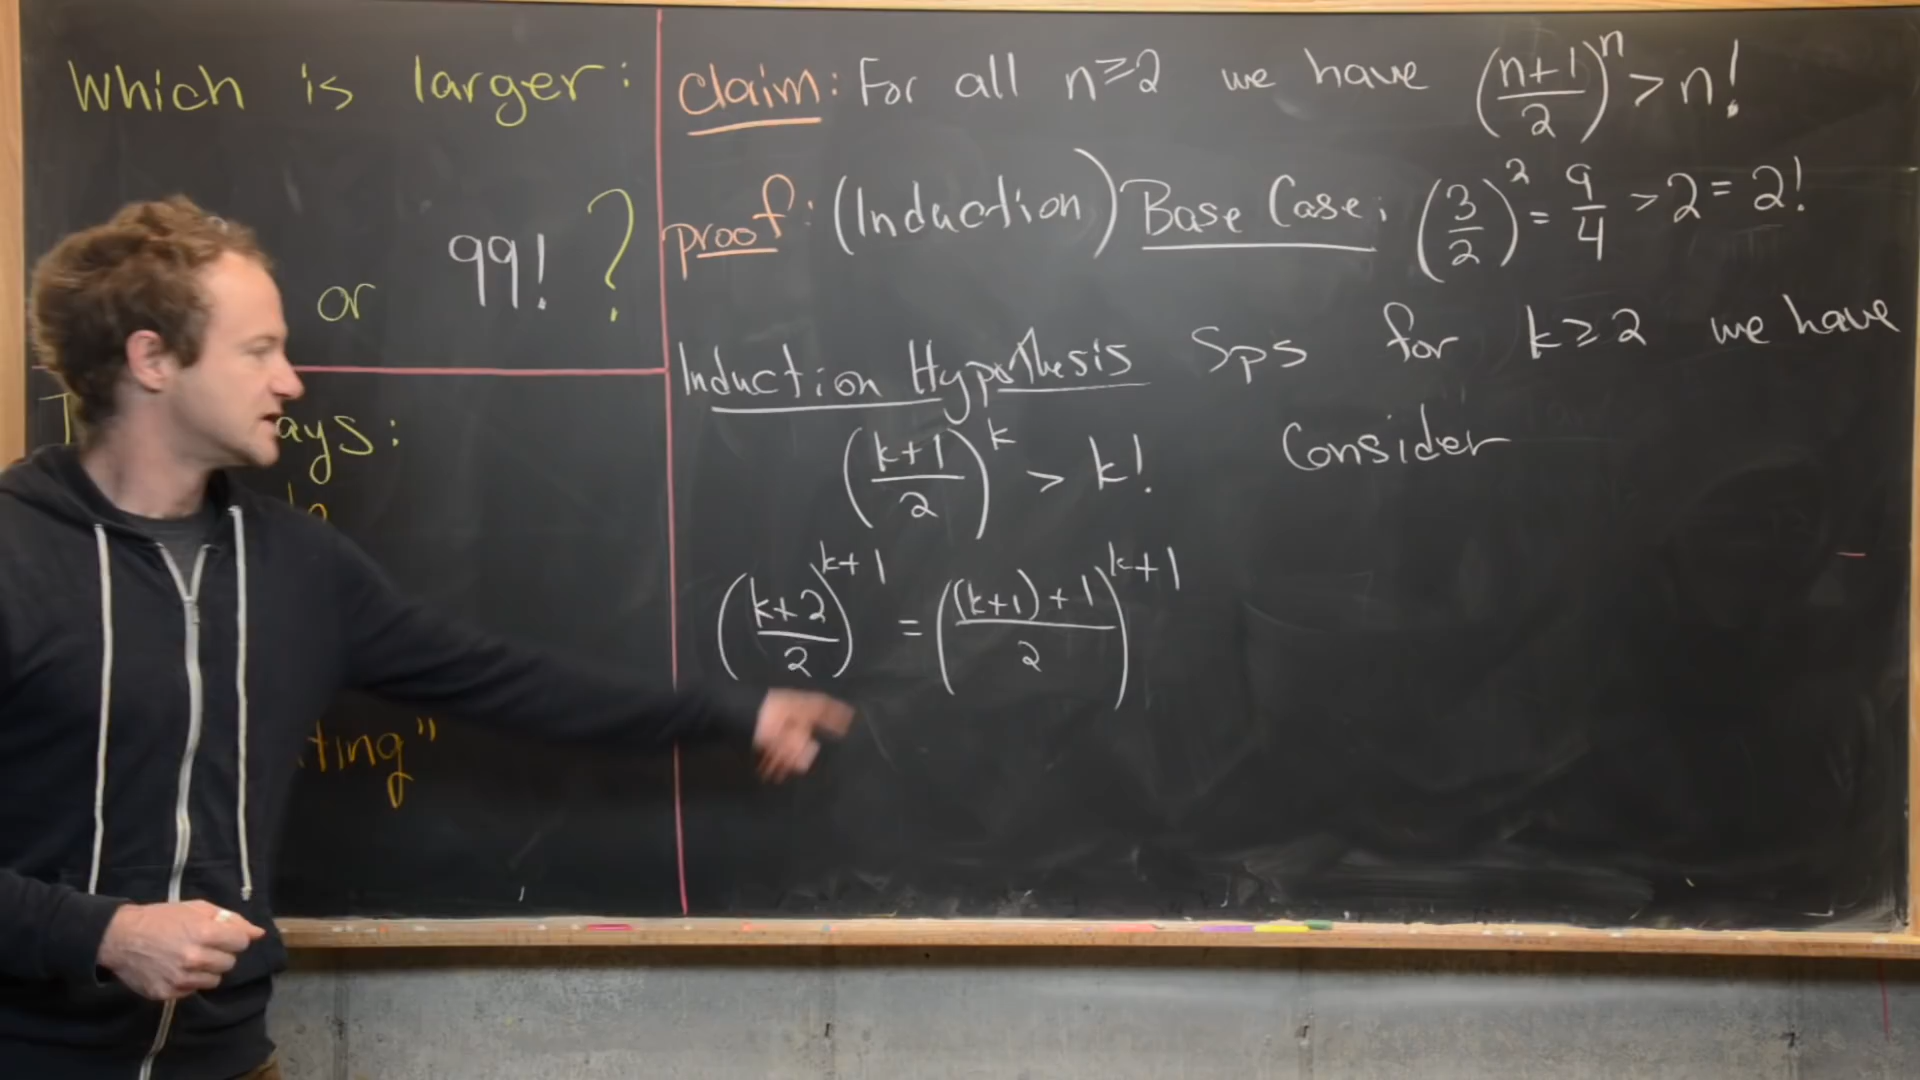 Which is larger:
or 99! ?
ays:
ting"
claim: For all n≥2 we have ((n+1)/2)^n > n!
proof: (Induction) Base Case: (3/2)^2 = 9/4 > 2 = 2!
Induction Hypothesis Sps for k≥2 we have
((k+1)/2)^k > k! Consider
((k+2)/2)^(k+1) = (((k+1)+1)/2)^(k+1)